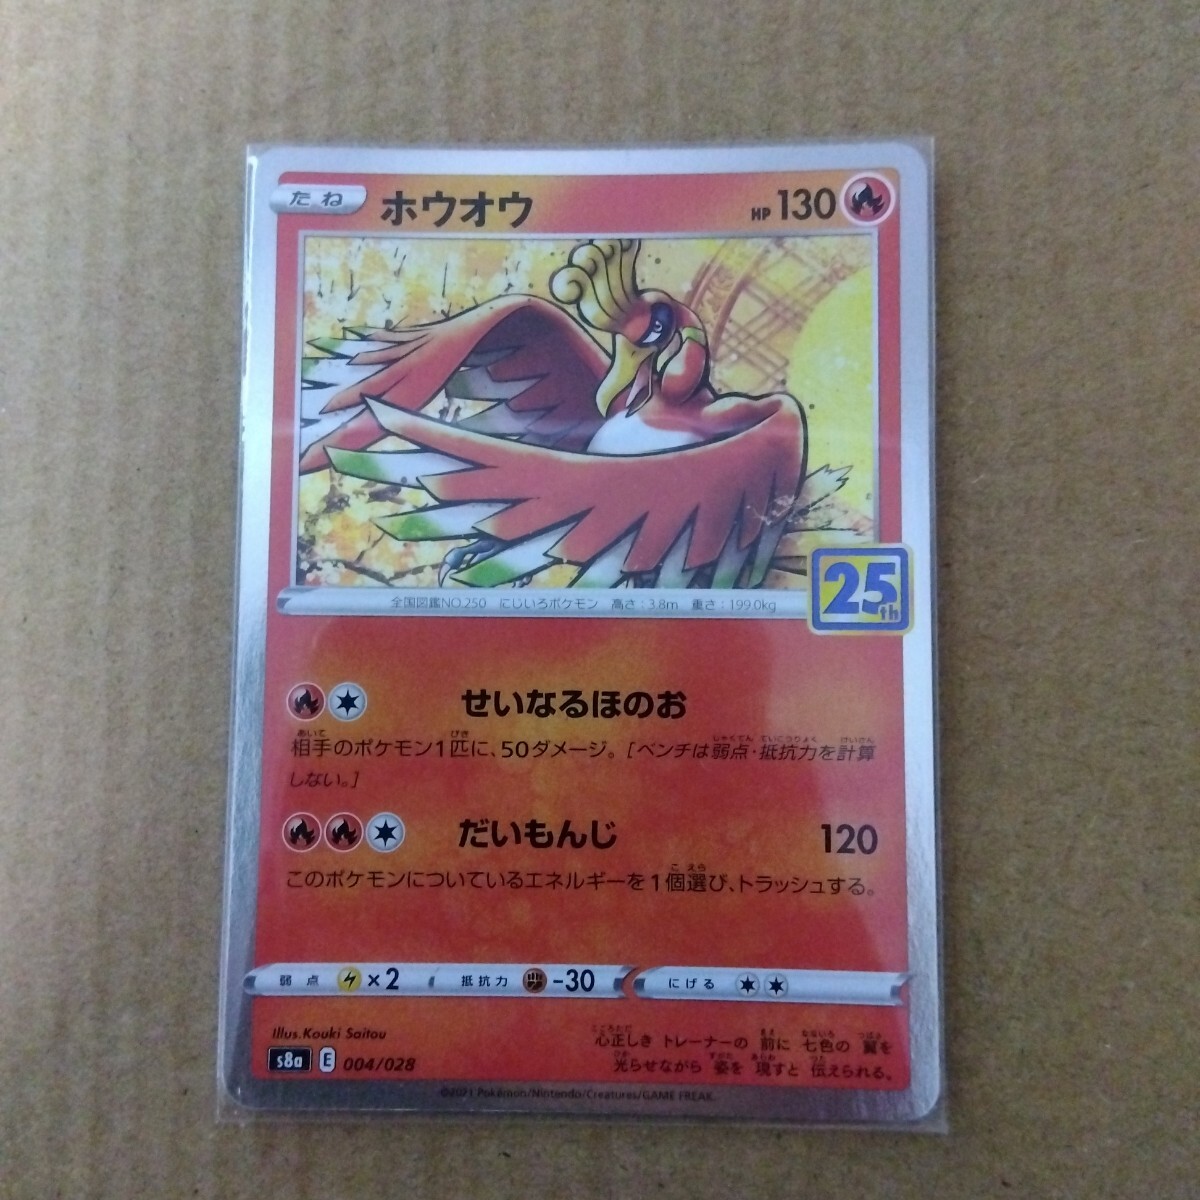 たね ホウオウ HP 130
25th
全国図鑑NO.250 にじいろポケモン 高さ:3.8m 重さ:199.0kg
せいなるほのお
相手のポケモン1匹に、50ダメージ。[ベンチは弱点・抵抗力を計算
しない。]
だいもんじ 120
このポケモンについているエネルギーを1個選び、トラッシュする。
弱点 ×2 抵抗力 -30 にげる
Illus.Kouki Saitou
s8a E 004/028
心正しき トレーナーの 前に 七色の 翼を
光らせながら 姿を 現すと 伝えられる。
©2021 Pokémon/Nintendo/Creatures/GAME FREAK.